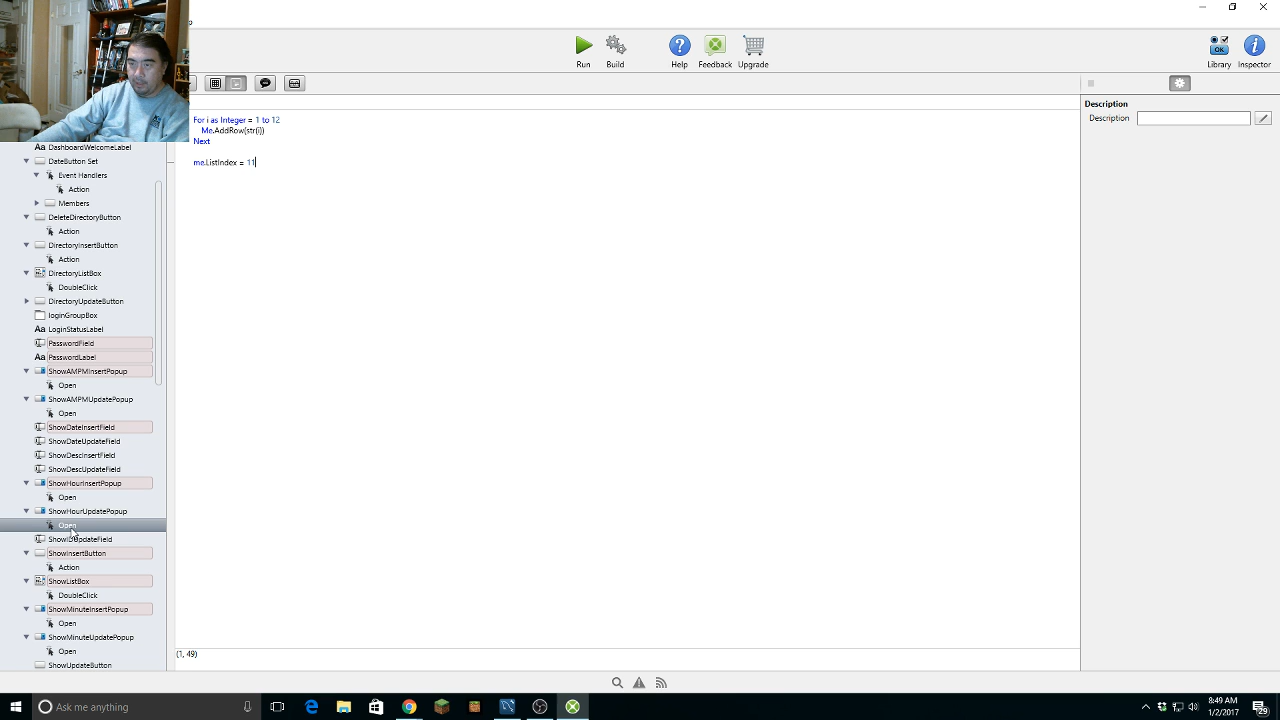 Run
Build
Help
Feedback
Upgrade
Library
Inspector
OK
Description
Description
For i as Integer = 1 to 12
Me.AddRow(str(i))
Next
me.ListIndex = 11
DashboardWelcomeLabel
DateButton Set
Event Handlers
Action
Members
DeleteDirectoryButton
Action
DirectoryInsertButton
Action
DirectoryListBox
DoubleClick
DirectoryUpdateButton
loginGroupBox
LoginStatusLabel
PasswordField
PasswordLabel
ShowAMPMInsertPopup
Open
ShowAMPMUpdatePopup
Open
ShowDateInsertField
ShowDateUpdateField
ShowDescInsertField
ShowDescUpdateField
ShowHourInsertPopup
Open
ShowHourUpdatePopup
Open
ShowIDUpdateField
ShowInsertButton
Action
ShowListBox
DoubleClick
ShowMinuteInsertPopup
Open
ShowMinuteUpdatePopup
Open
ShowUpdateButton
(1, 49)
Ask me anything
8:49 AM
1/2/2017